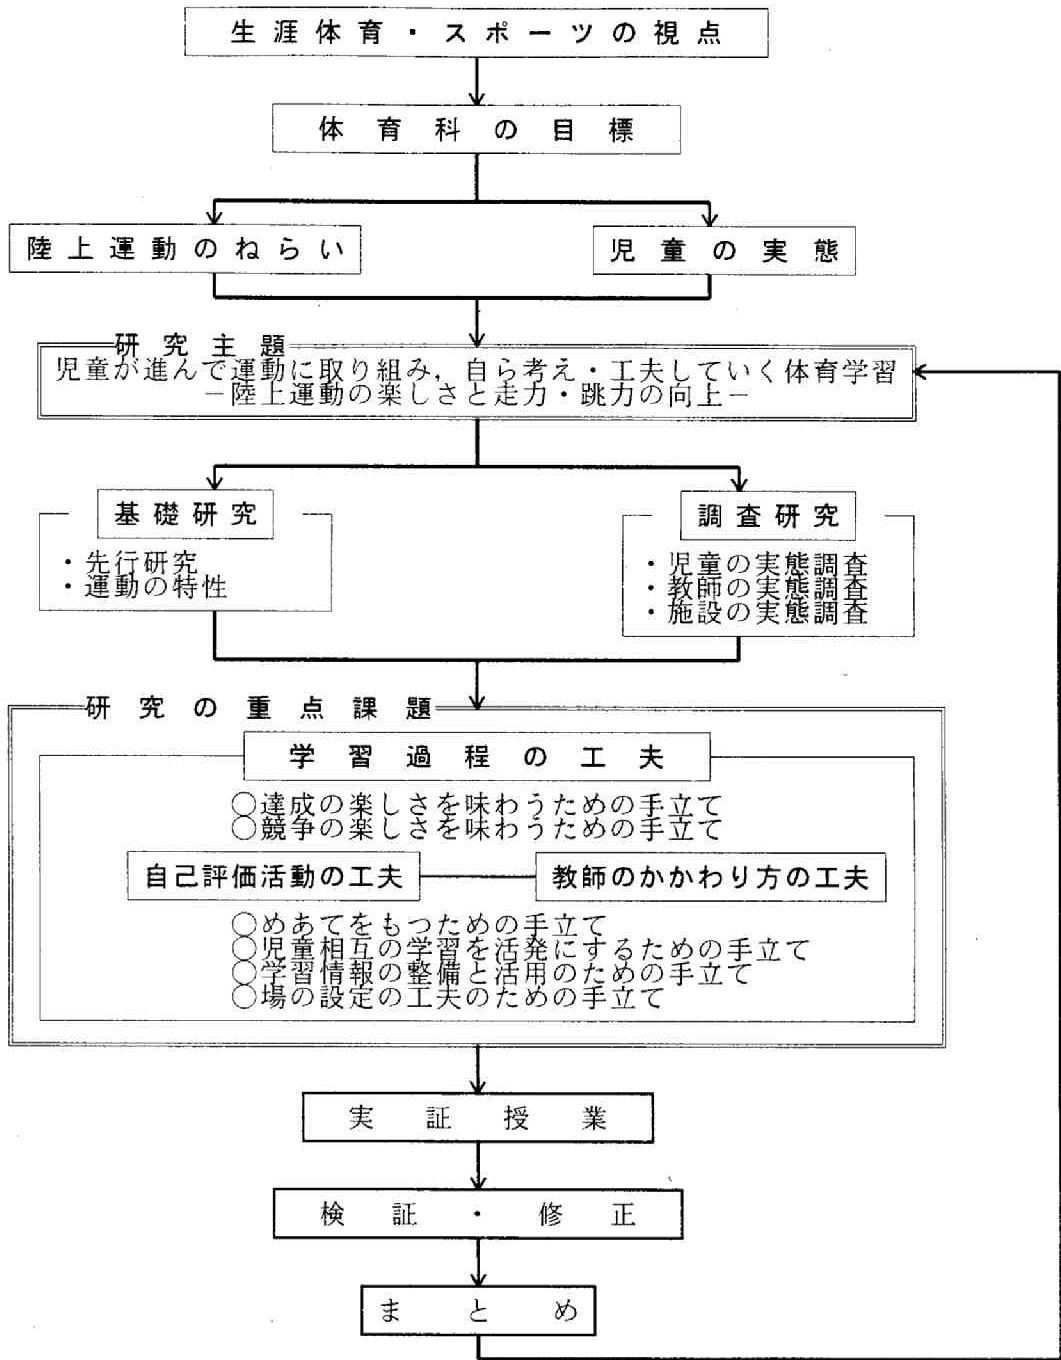 生涯体育・スポーツの視点
体育科の目標
陸上運動のねらい
児童の実態
研究主題
児童が進んで運動に取り組み，自ら考え・工夫していく体育学習
－陸上運動の楽しさと走力・跳力の向上－
基礎研究
・先行研究
・運動の特性
調査研究
・児童の実態調査
・教師の実態調査
・施設の実態調査
研究の重点課題
学習過程の工夫
○達成の楽しさを味わうための手立て
○競争の楽しさを味わうための手立て
自己評価活動の工夫
教師のかかわり方の工夫
○めあてをもつための手立て
○児童相互の学習を活発にするための手立て
○学習情報の整備と活用のための手立て
○場の設定の工夫のための手立て
実証授業
検証・修正
まとめ